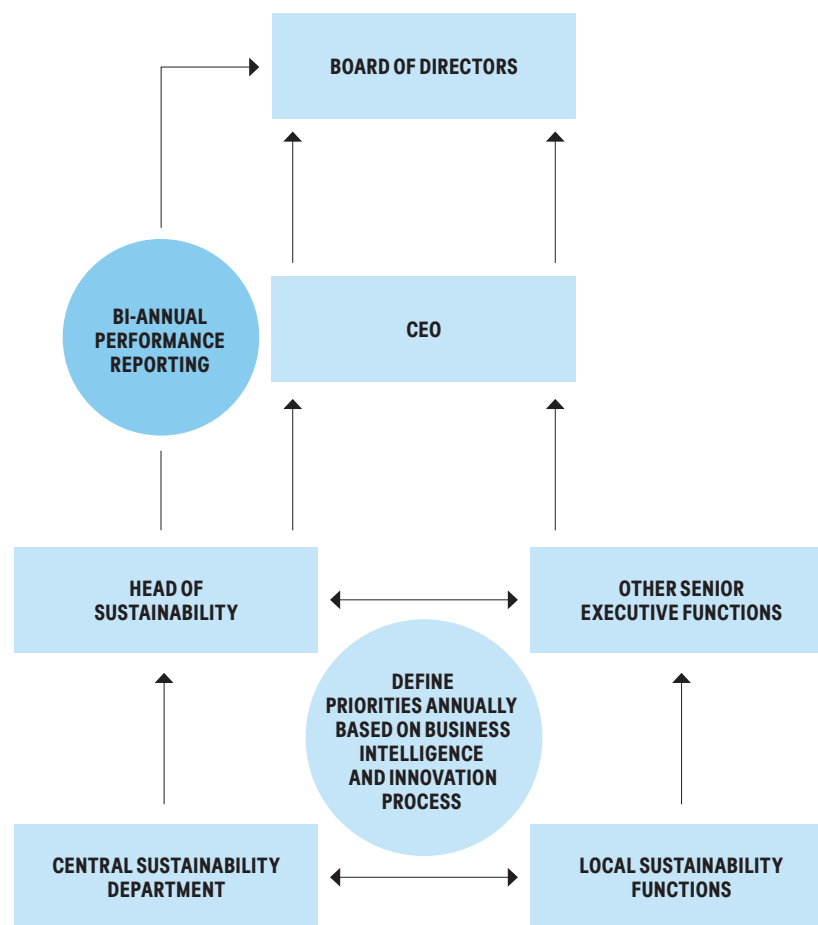 BOARD OF DIRECTORS
BI-ANNUAL
PERFORMANCE
REPORTING
CEO
HEAD OF
SUSTAINABILITY
OTHER SENIOR
EXECUTIVE FUNCTIONS
DEFINE
PRIORITIES ANNUALLY
BASED ON BUSINESS
INTELLIGENCE
AND INNOVATION
PROCESS
CENTRAL SUSTAINABILITY
DEPARTMENT
LOCAL SUSTAINABILITY
FUNCTIONS